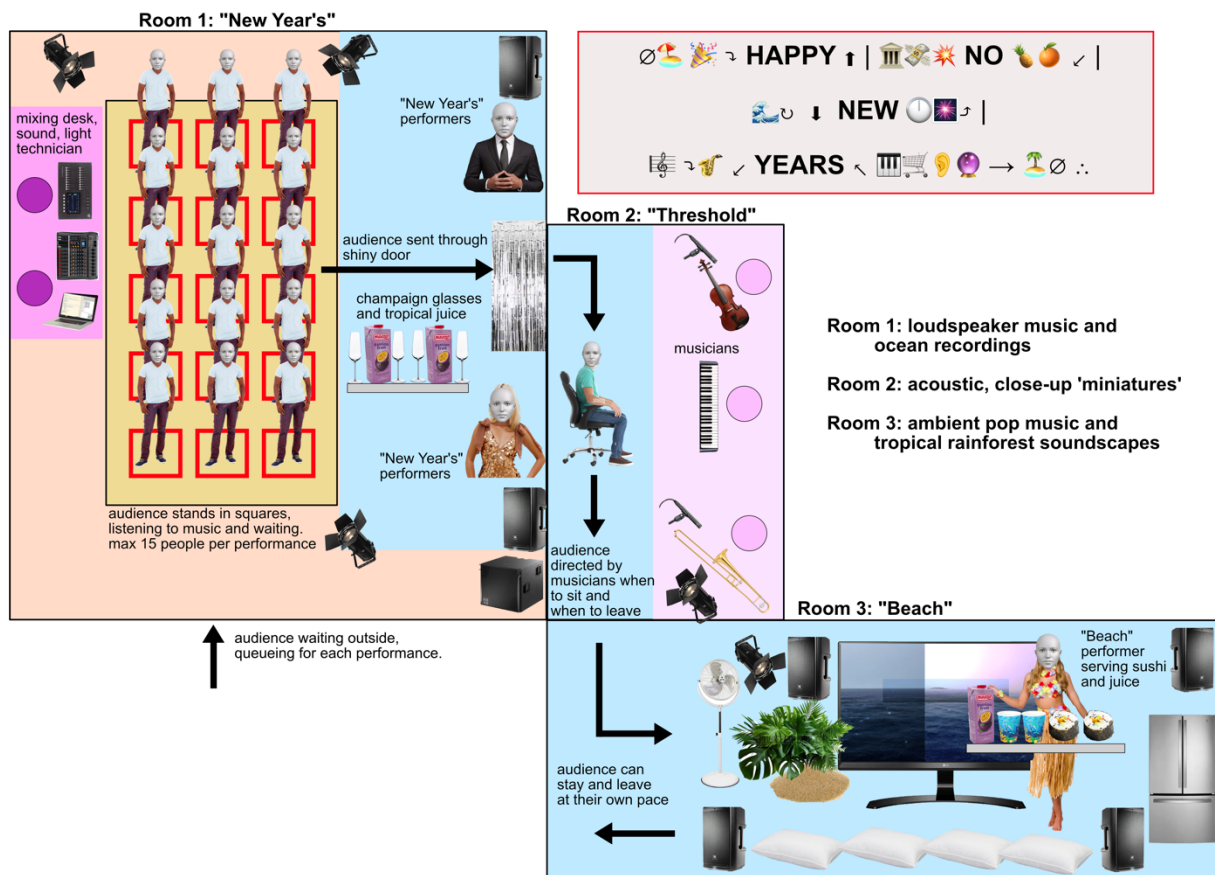 Room 1: "New Year's"
∅🏖️🎉⤵ HAPPY ⬆ | 🏛️💸💥 NO 🍍🍊 ↙ |
🌊↻ ⬇ NEW 🕛🎆⤴ |
🎼⤵🎷 ↙ YEARS ↖ 🎹🛒👂🔮 → 🏝️∅ ∴
mixing desk,
sound, light
technician
"New Year's"
performers
audience sent through
shiny door
champaign glasses
and tropical juice
"New Year's"
performers
audience stands in squares,
listening to music and waiting.
max 15 people per performance
audience waiting outside,
queueing for each performance.
Room 2: "Threshold"
musicians
audience
directed by
musicians when
to sit and
when to leave
Room 1: loudspeaker music and
ocean recordings
Room 2: acoustic, close-up 'miniatures'
Room 3: ambient pop music and
tropical rainforest soundscapes
Room 3: "Beach"
"Beach"
performer
serving sushi
and juice
audience can
stay and leave
at their own pace